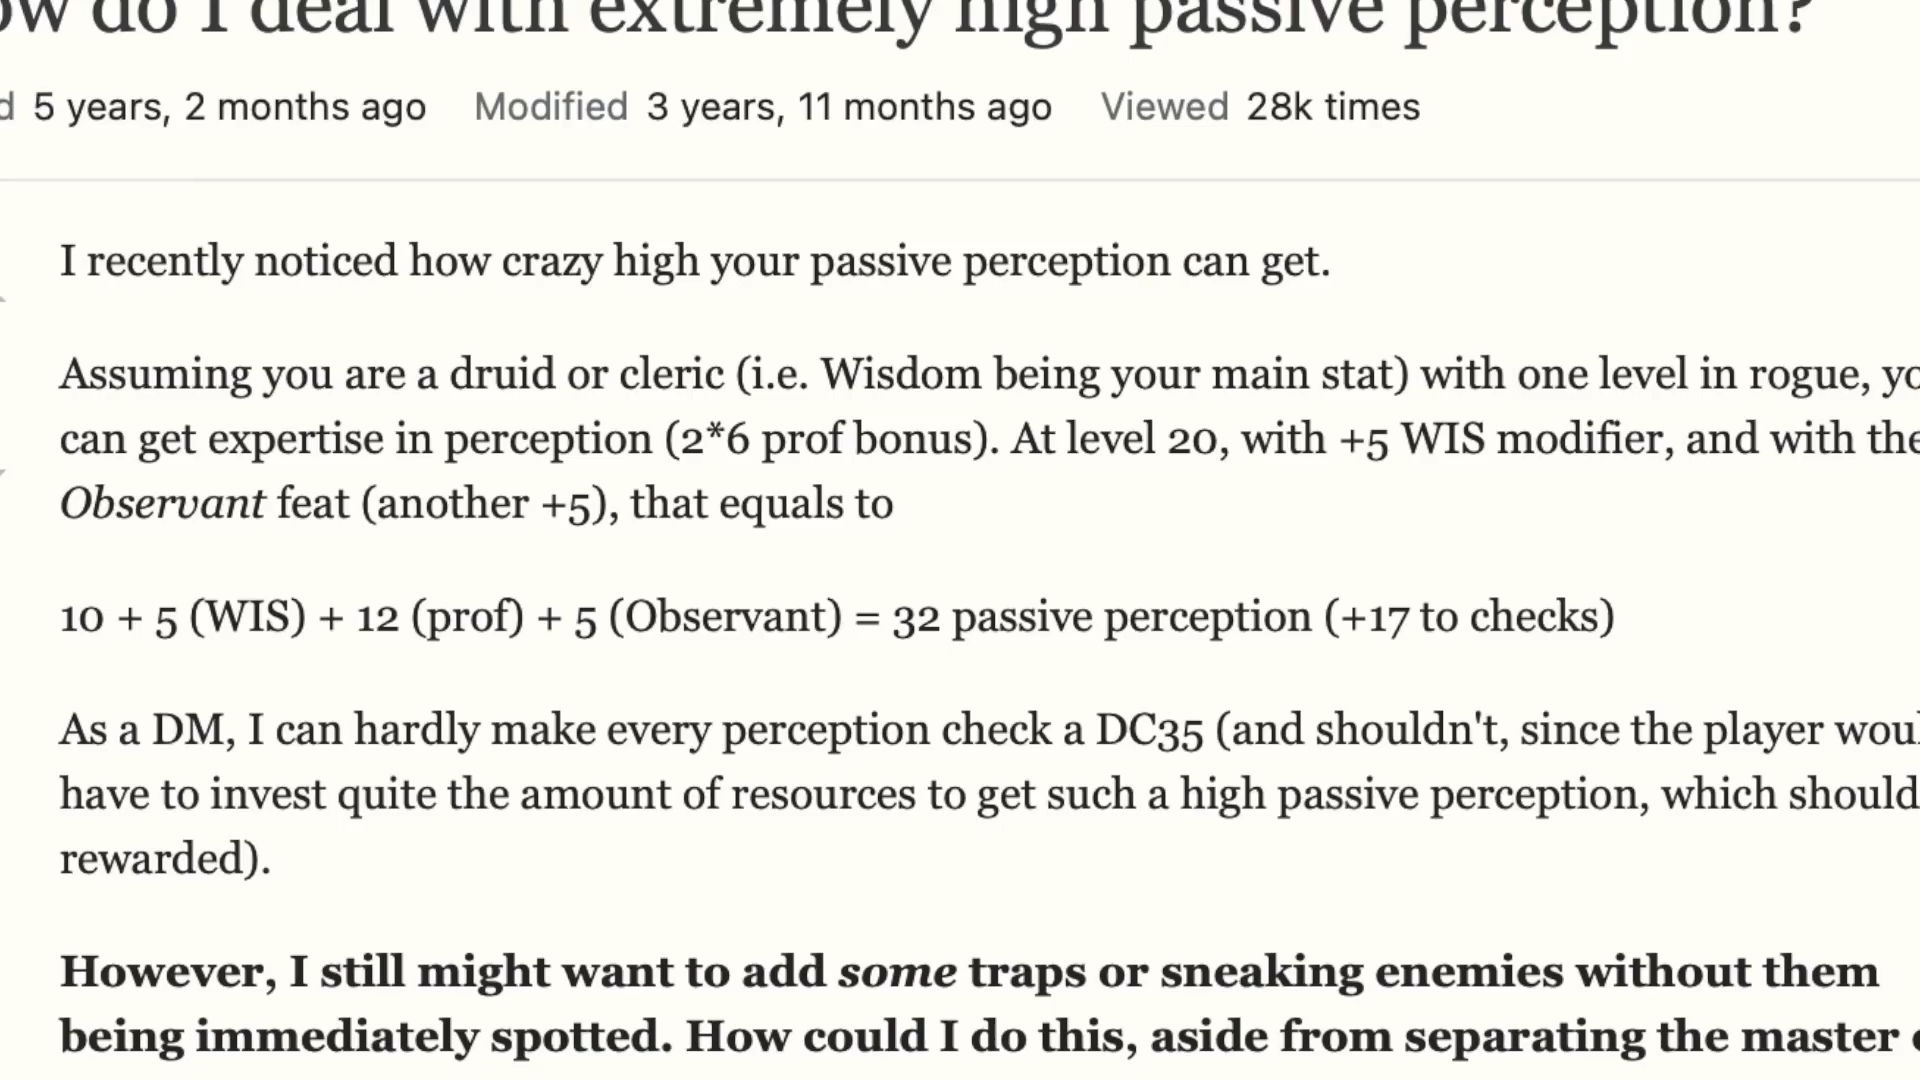 do I deal with extremely high passive perception?
5 years, 2 months ago Modified 3 years, 11 months ago Viewed 28k times
I recently noticed how crazy high your passive perception can get.
Assuming you are a druid or cleric (i.e. Wisdom being your main stat) with one level in rogue,
can get expertise in perception (2*6 prof bonus). At level 20, with +5 WIS modifier, and with the
Observant feat (another +5), that equals to
10 + 5 (WIS) + 12 (prof) + 5 (Observant) = 32 passive perception (+17 to checks)
As a DM, I can hardly make every perception check a DC35 (and shouldn't, since the player
have to invest quite the amount of resources to get such a high passive perception, which should
rewarded).
However, I still might want to add some traps or sneaking enemies without them
being immediately spotted. How could I do this, aside from separating the master